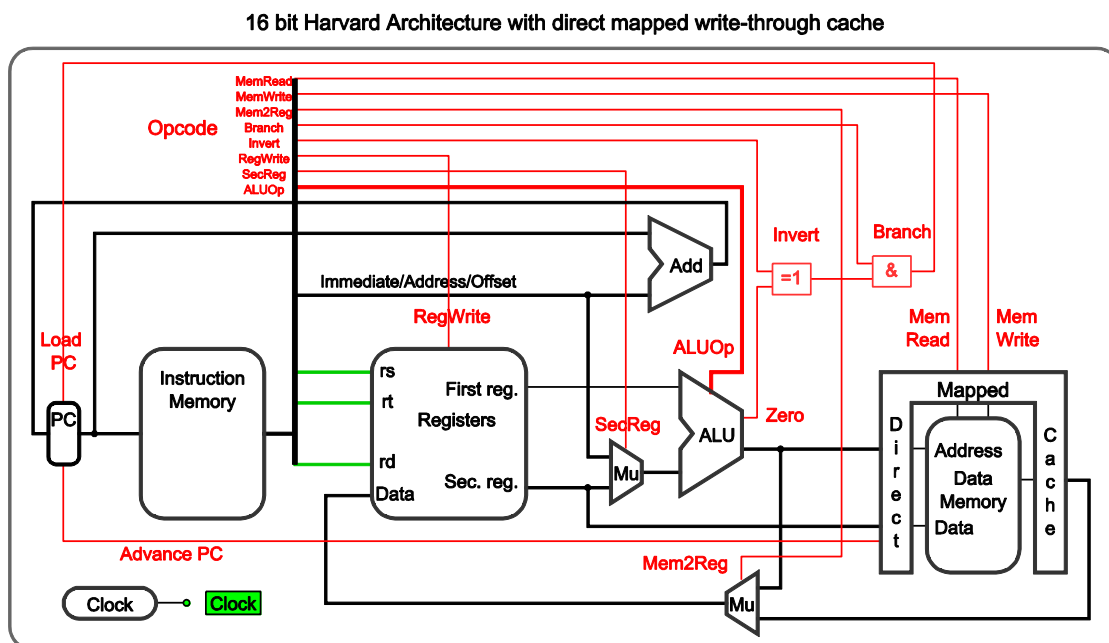 16 bit Harvard Architecture with direct mapped write-through cache
MemRead
MemWrite
Mem2Reg
Opcode
Branch
Invert
RegWrite
SecReg
ALUOp
Invert
Branch
Add
=1
&
Immediate/Address/Offset
RegWrite
Mem
Read
Mem
Write
Load
PC
ALUOp
PC
Instruction
Memory
rs
rt
rd
Data
First reg.
Registers
Sec. reg.
SecReg
Mu
ALU
Zero
Mapped
Direct
Cache
Address
Data
Memory
Data
Advance PC
Mem2Reg
Mu
Clock
Clock